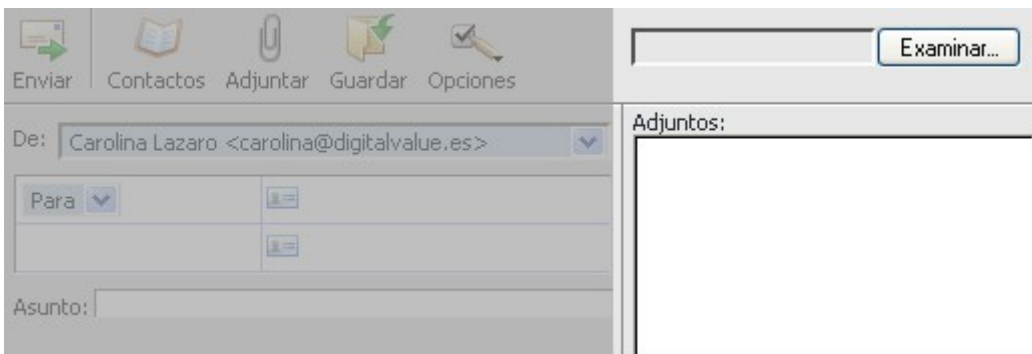 Examinar...
Enviar Contactos Adjuntar Guardar Opciones
Adjuntos:
De: Carolina Lazaro <carolina@digitalvalue.es>
Para
Asunto: